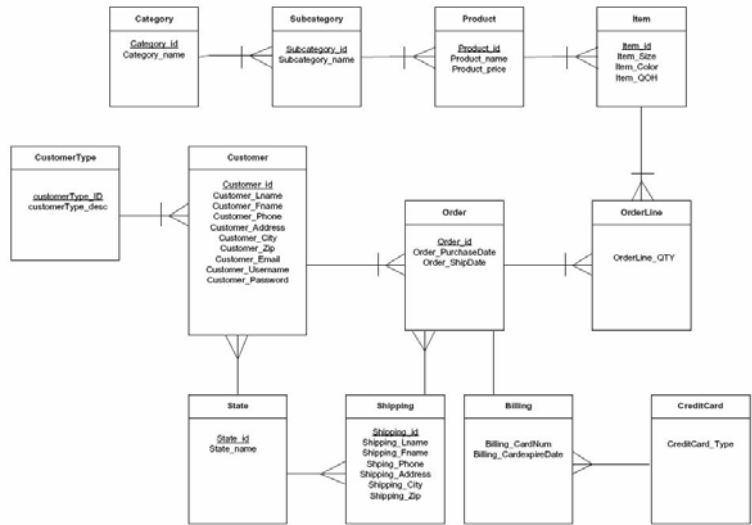 Category
Category_id
Category_name
Subcategory
Subcategory_id
Subcategory_name
Product
Product_id
Product_name
Product_price
Item
Item_id
Item_Size
Item_Color
Item_QOH
CustomerType
customerType_ID
customerType_desc
Customer
Customer_id
Customer_Lname
Customer_Fname
Customer_Phone
Customer_Address
Customer_City
Customer_Zip
Customer_Email
Customer_Username
Customer_Password
Order
Order_id
Order_PurchaseDate
Order_ShipDate
OrderLine
OrderLine_QTY
State
State_id
State_name
Shipping
Shipping_id
Shipping_Lname
Shipping_Fname
Shping_Phone
Shipping_Address
Shipping_City
Shipping_Zip
Billing
Billing_CardNum
Billing_CardexpireDate
CreditCard
CreditCard_Type